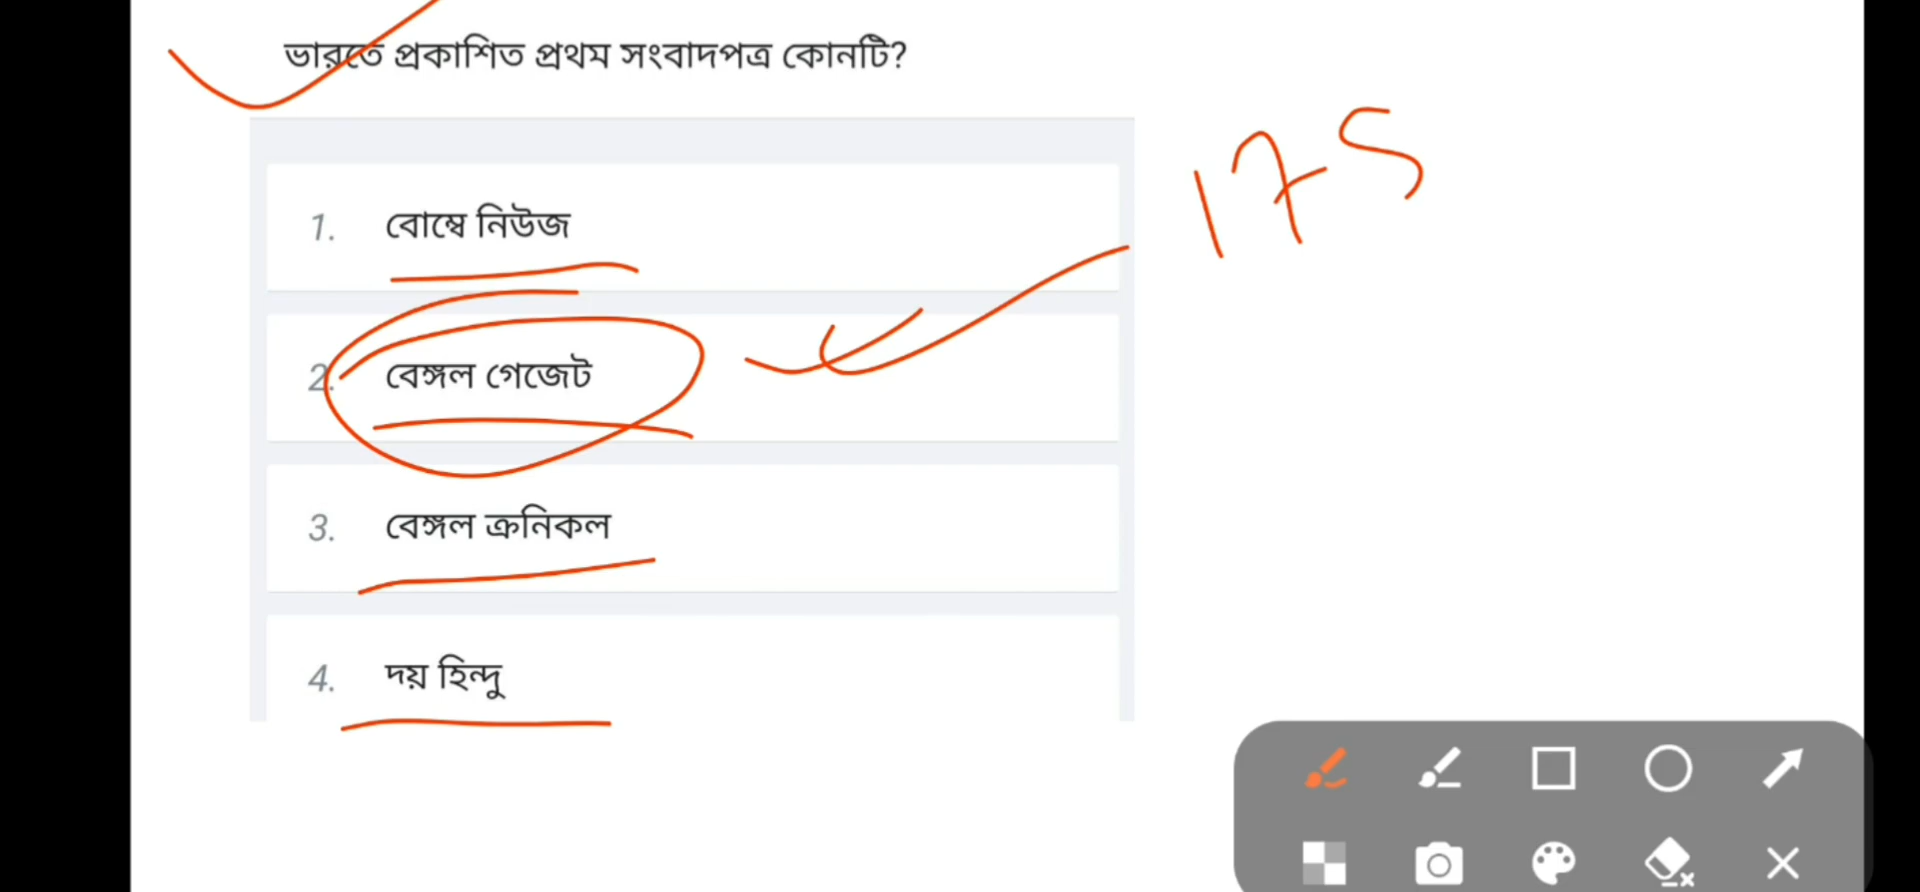 ভারতে প্রকাশিত প্রথম সংবাদপত্র কোনটি?
1. বোম্বে নিউজ
2. বেঙ্গল গেজেট
3. বেঙ্গল ক্রনিকল
4. দয় হিন্দু
175